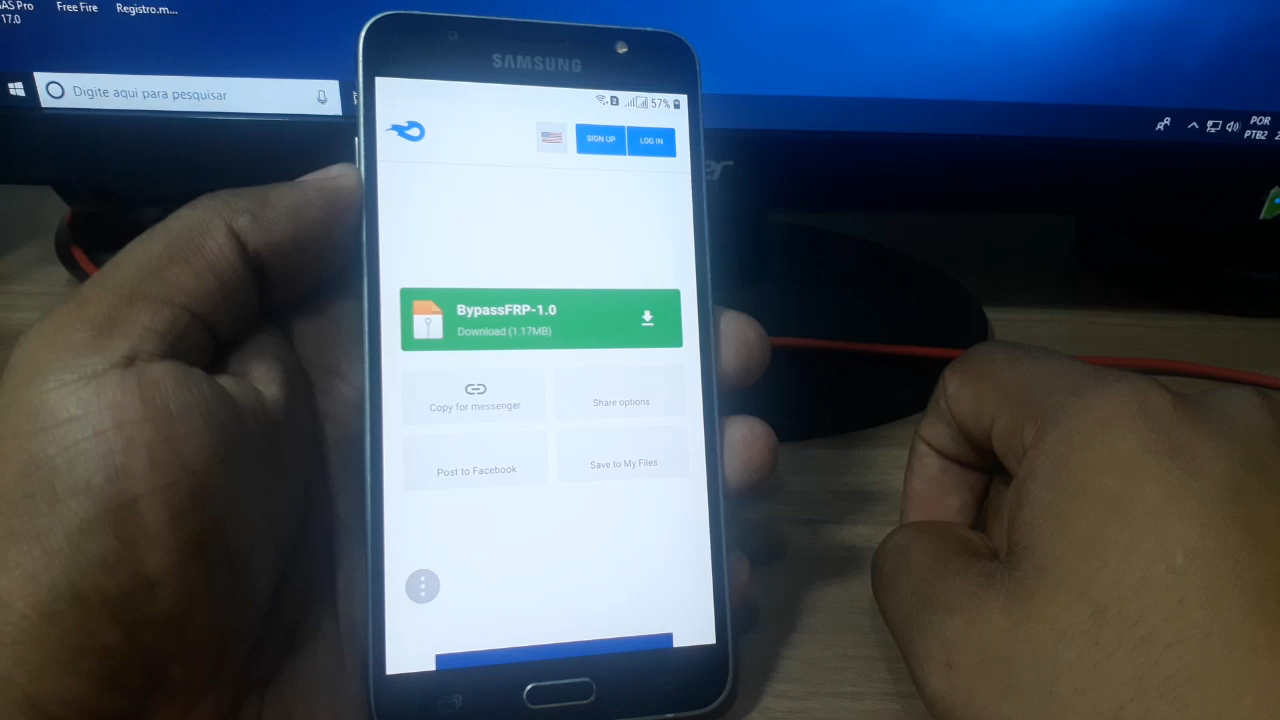 AS Pro
17.0
Free Fire
Registro.m...
Digite aqui para pesquisar
POR
PTB2
SAMSUNG
2
57%
SIGN UP
LOG IN
BypassFRP-1.0
Download (1.17MB)
Copy for messenger
Share options
Post to Facebook
Save to My Files